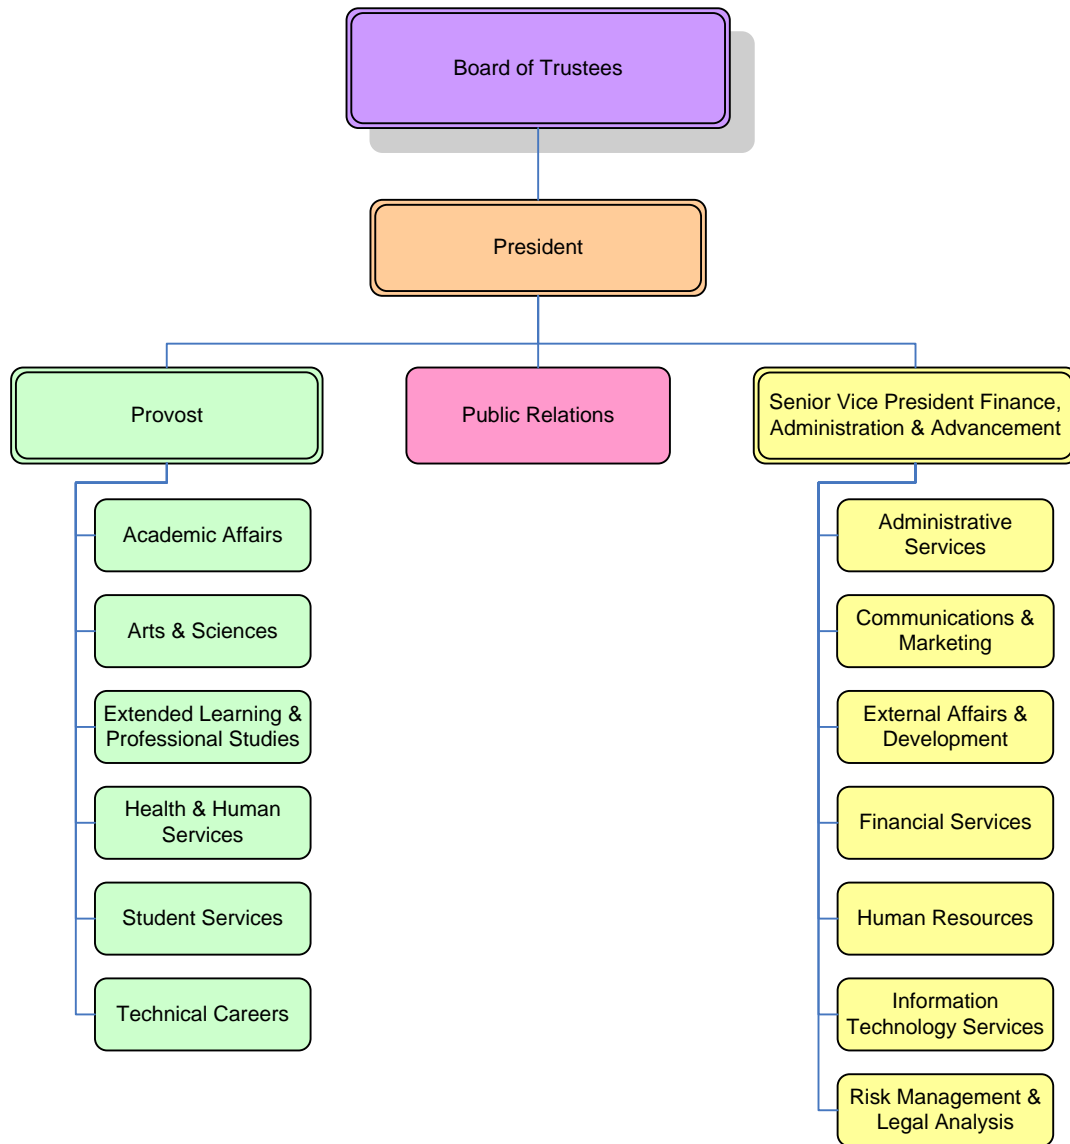 Board of Trustees
President
Provost
Public Relations
Senior Vice President Finance,
Administration & Advancement
Academic Affairs
Arts & Sciences
Extended Learning &
Professional Studies
Health & Human
Services
Student Services
Technical Careers
Administrative
Services
Communications &
Marketing
External Affairs &
Development
Financial Services
Human Resources
Information
Technology Services
Risk Management &
Legal Analysis